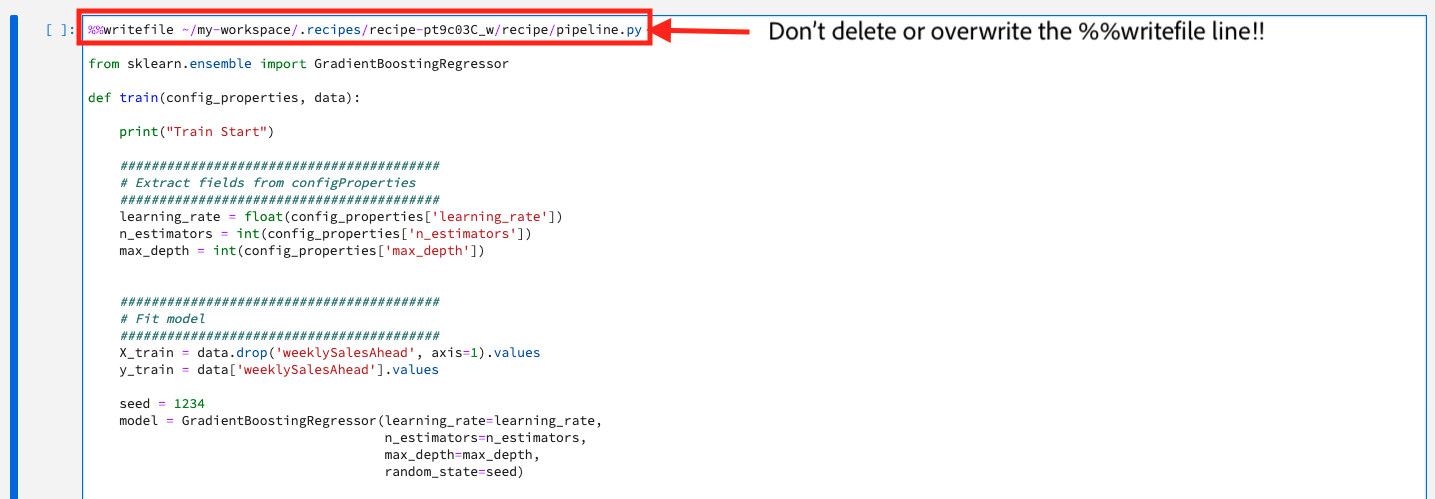 [ ]: %%writefile ~/my-workspace/.recipes/recipe-pt9c03C_w/recipe/pipeline.py Don't delete or overwrite the %%writefile line!!
from sklearn.ensemble import GradientBoostingRegressor
def train(config_properties, data):
print("Train Start")
#########################################
# Extract fields from configProperties
#########################################
learning_rate = float(config_properties['learning_rate'])
n_estimators = int(config_properties['n_estimators'])
max_depth = int(config_properties['max_depth'])
#########################################
# Fit model
#########################################
X_train = data.drop('weeklySalesAhead', axis=1).values
y_train = data['weeklySalesAhead'].values
seed = 1234
model = GradientBoostingRegressor(learning_rate=learning_rate,
n_estimators=n_estimators,
max_depth=max_depth,
random_state=seed)